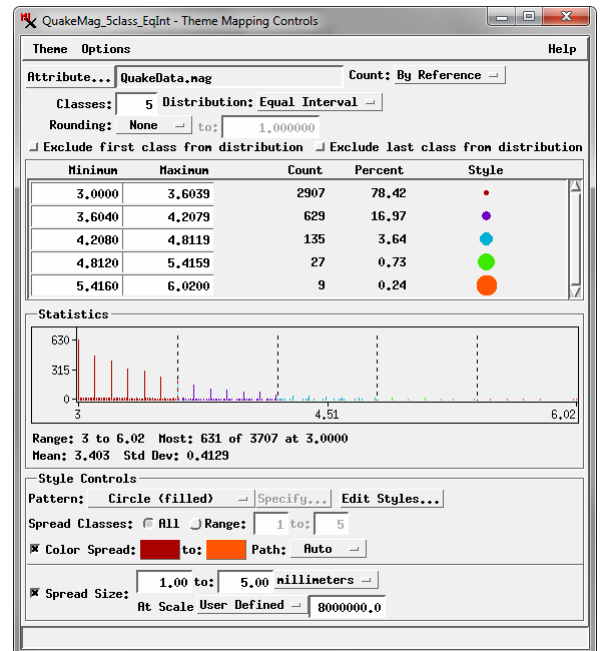 QuakeMag_5class_EqInt - Theme Mapping Controls
Theme Options Help
Attribute... QuakeData.mag Count: By Reference
Classes: 5 Distribution: Equal Interval
Rounding: None to: 1.000000
Exclude first class from distribution Exclude last class from distribution
Minimum Maximum Count Percent Style
3.0000 3.6039 2907 78.42
3.6040 4.2079 629 16.97
4.2080 4.8119 135 3.64
4.8120 5.4159 27 0.73
5.4160 6.0200 9 0.24
Statistics
630
315
0
3 4.51 6.02
Range: 3 to 6.02 Most: 631 of 3707 at 3.0000
Mean: 3.403 Std Dev: 0.4129
Style Controls
Pattern: Circle (filled) Specify... Edit Styles...
Spread Classes: All Range: 1 to: 5
Color Spread: to: Path: Auto
Spread Size: 1.00 to: 5.00 millimeters
At Scale User Defined 8000000.0